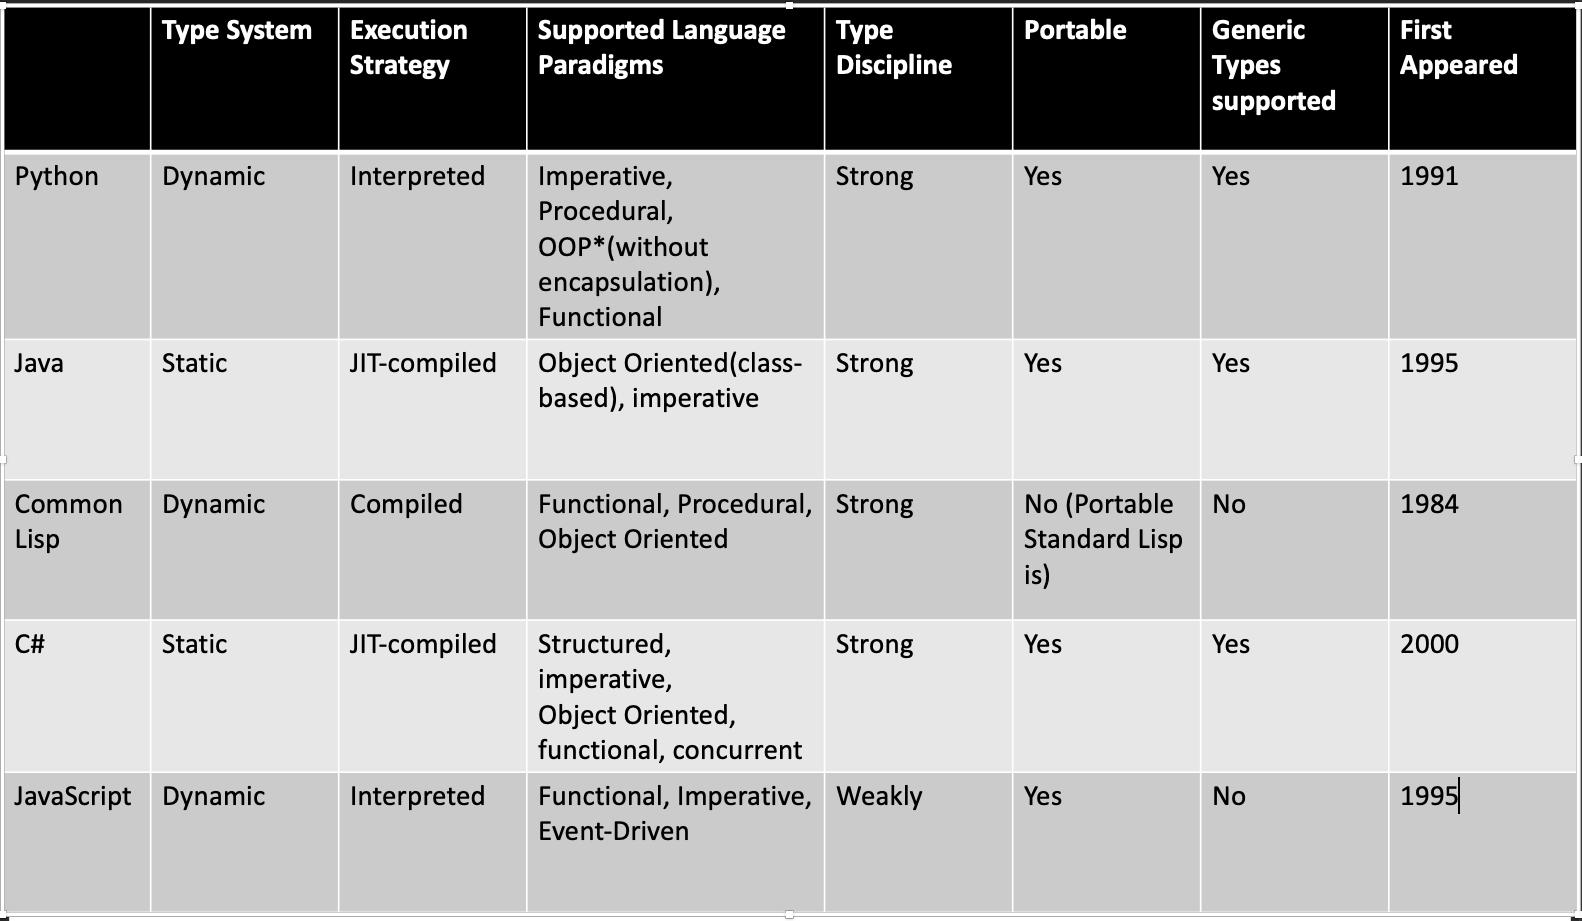 Type System
Execution
Strategy
Supported Language
Paradigms
Type
Discipline
Portable
Generic
Types
supported
First
Appeared
Python
Dynamic
Interpreted
Imperative,
Procedural,
OOP*(without
encapsulation),
Functional
Strong
Yes
Yes
1991
Java
Static
JIT-compiled
Object Oriented(class-
based), imperative
Strong
Yes
Yes
1995
Common
Lisp
Dynamic
Compiled
Functional, Procedural,
Object Oriented
Strong
No (Portable
Standard Lisp
is)
No
1984
C#
Static
JIT-compiled
Structured,
imperative,
Object Oriented,
functional, concurrent
Strong
Yes
Yes
2000
JavaScript
Dynamic
Interpreted
Functional, Imperative,
Event-Driven
Weakly
Yes
No
1995